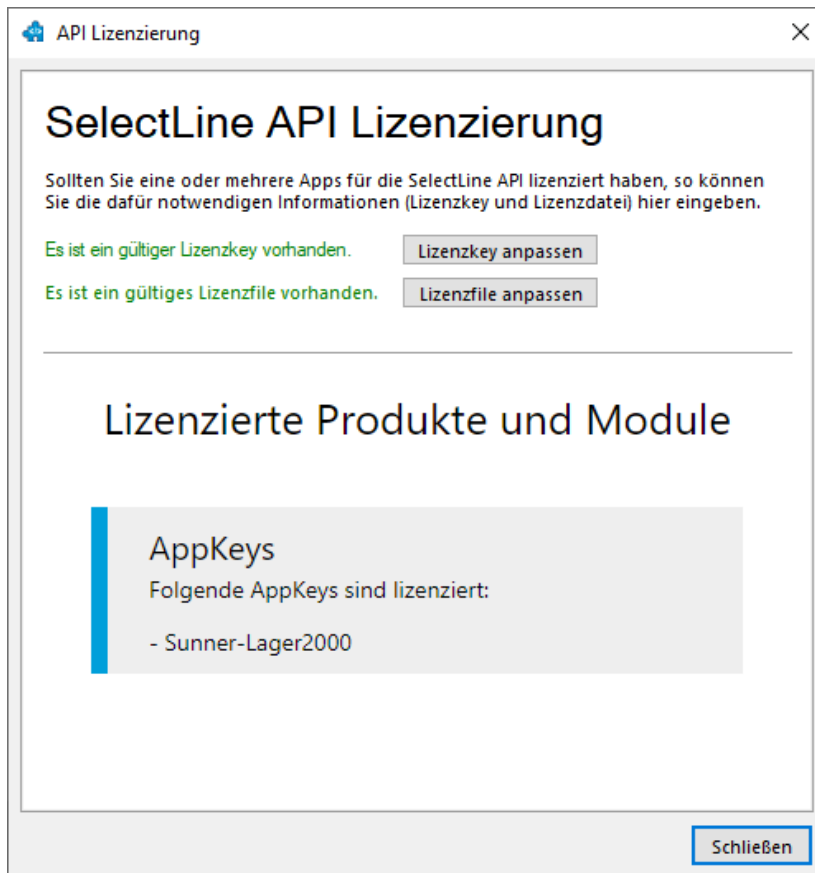 API Lizenzierung
SelectLine API Lizenzierung
Sollten Sie eine oder mehrere Apps für die SelectLine API lizenziert haben, so können
Sie die dafür notwendigen Informationen (Lizenzkey und Lizenzdatei) hier eingeben.
Es ist ein gültiger Lizenzkey vorhanden. Lizenzkey anpassen
Es ist ein gültiges Lizenzfile vorhanden. Lizenzfile anpassen
Lizenzierte Produkte und Module
AppKeys
Folgende AppKeys sind lizenziert:
- Sunner-Lager2000
Schließen